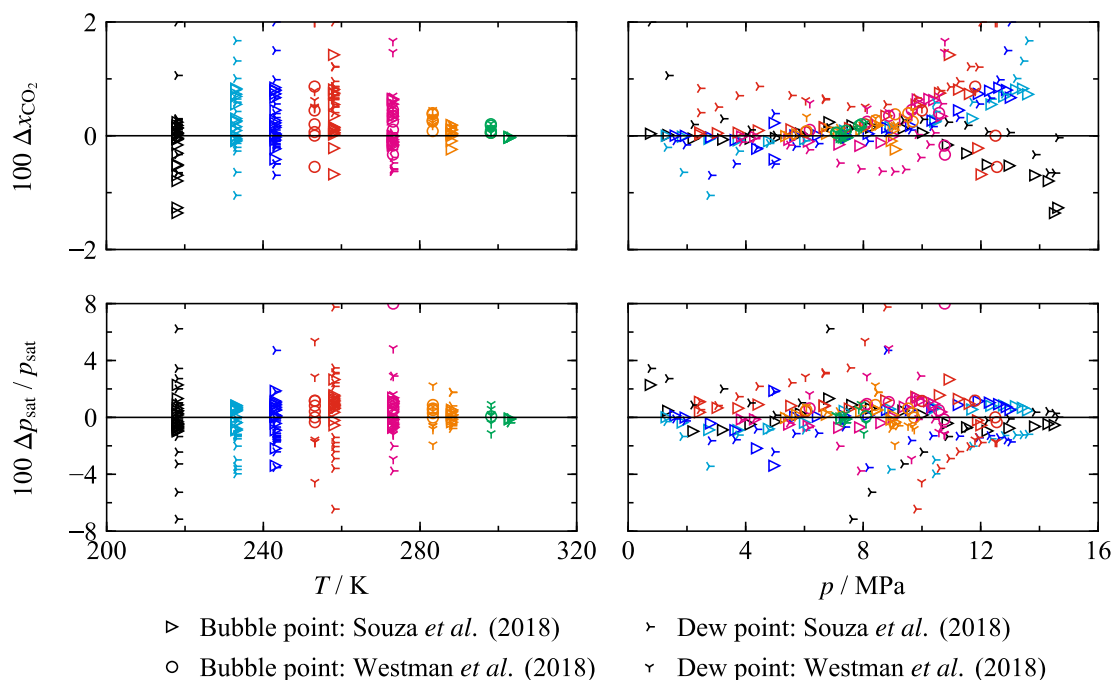 2
0
−2
100 Δx_CO₂
8
4
0
−4
−8
100 Δp_sat / p_sat
200 240 280 320
0 4 8 12 16
T / K
p / MPa
Bubble point: Souza et al. (2018)
Dew point: Souza et al. (2018)
Bubble point: Westman et al. (2018)
Dew point: Westman et al. (2018)